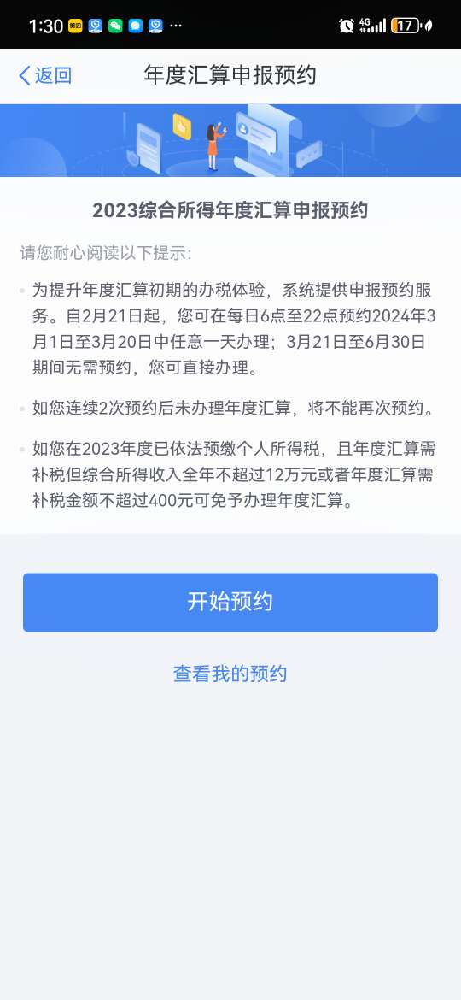 1:30
美团
4G
17
返回
年度汇算申报预约
2023综合所得年度汇算申报预约
请您耐心阅读以下提示：
为提升年度汇算初期的办税体验，系统提供申报预约服
务。自2月21日起，您可在每日6点至22点预约2024年3
月1日至3月20日中任意一天办理；3月21日至6月30日
期间无需预约，您可直接办理。
如您连续2次预约后未办理年度汇算，将不能再次预约。
如您在2023年度已依法预缴个人所得税，且年度汇算需
补税但综合所得收入全年不超过12万元或者年度汇算需
补税金额不超过400元可免予办理年度汇算。
开始预约
查看我的预约